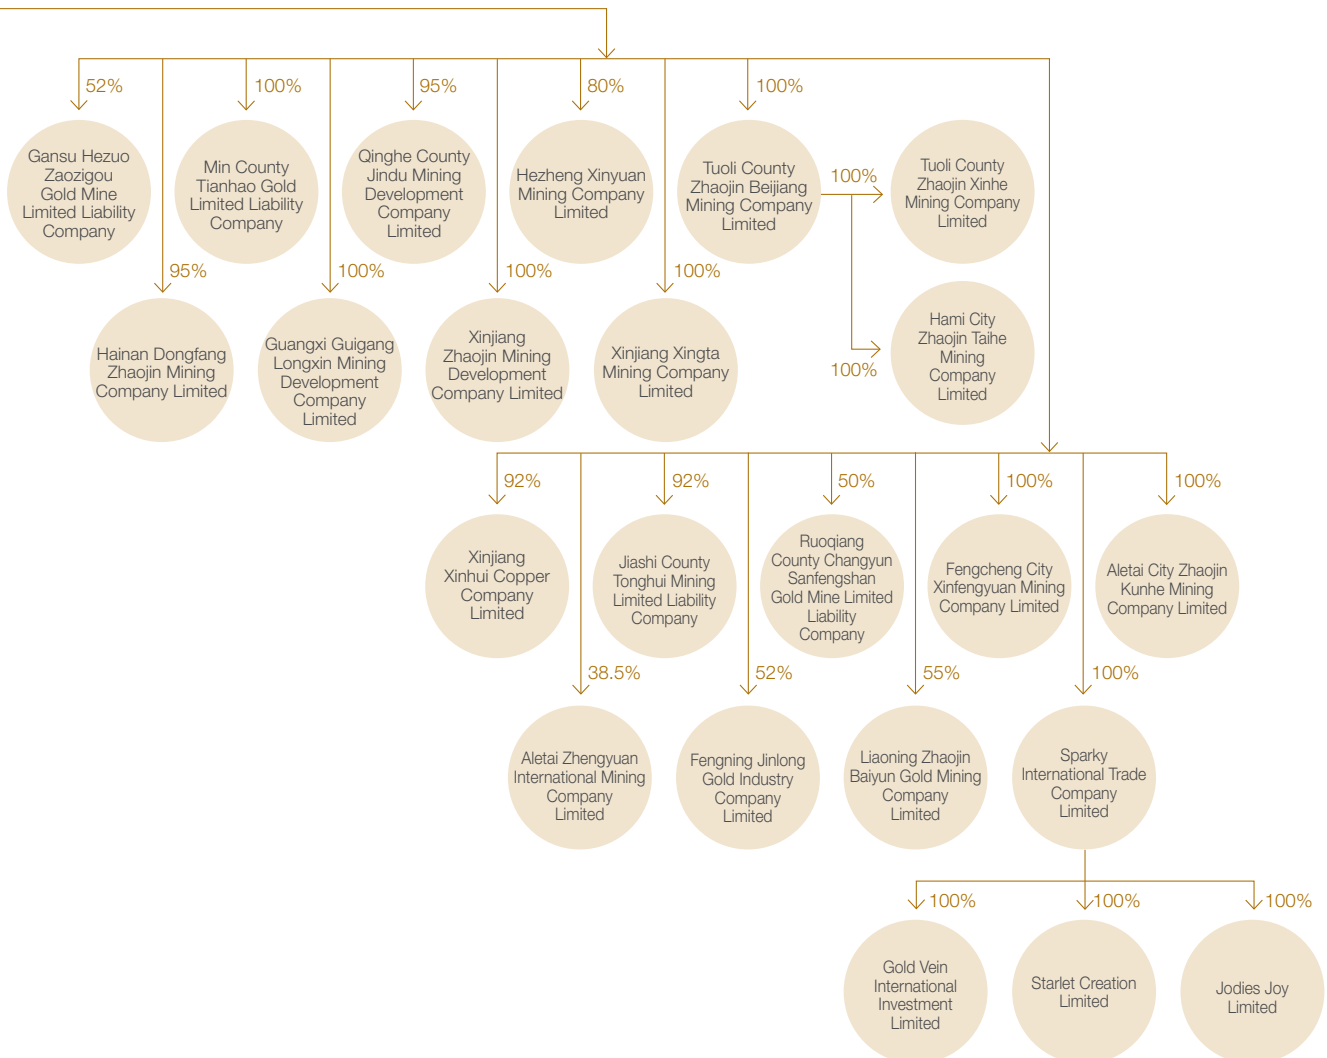 52%
100%
95%
80%
100%
Gansu Hezuo
Zaozigou
Gold Mine
Limited Liability
Company
Min County
Tianhao Gold
Limited Liability
Company
Qinghe County
Jindu Mining
Development
Company
Limited
Hezheng Xinyuan
Mining Company
Limited
Tuoli County
Zhaojin Beijiang
Mining Company
Limited
100%
Tuoli County
Zhaojin Xinhe
Mining Company
Limited
95%
100%
100%
100%
Hainan Dongfang
Zhaojin Mining
Company Limited
Guangxi Guigang
Longxin Mining
Development
Company
Limited
Xinjiang
Zhaojin Mining
Development
Company Limited
Xinjiang Xingta
Mining Company
Limited
100%
Hami City
Zhaojin Taihe
Mining
Company
Limited
92%
92%
50%
100%
100%
Xinjiang
Xinhui Copper
Company
Limited
Jiashi County
Tonghui Mining
Limited Liability
Company
Ruoqiang
County Changyun
Sanfengshan
Gold Mine Limited
Liability
Company
Fengcheng City
Xinfengyuan Mining
Company Limited
Aletai City Zhaojin
Kunhe Mining
Company Limited
38.5%
52%
55%
100%
Aletai Zhengyuan
International Mining
Company
Limited
Fengning Jinlong
Gold Industry
Company
Limited
Liaoning Zhaojin
Baiyun Gold Mining
Company
Limited
Sparky
International Trade
Company
Limited
100%
100%
100%
Gold Vein
International
Investment
Limited
Starlet Creation
Limited
Jodies Joy
Limited